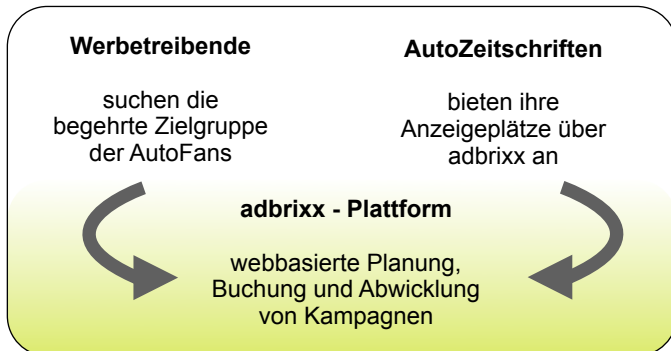 Werbetreibende
suchen die
begehrte Zielgruppe
der AutoFans
AutoZeitschriften
bieten ihre
Anzeigeplätze über
adbrixx an
adbrixx - Plattform
webbasierte Planung,
Buchung und Abwicklung
von Kampagnen